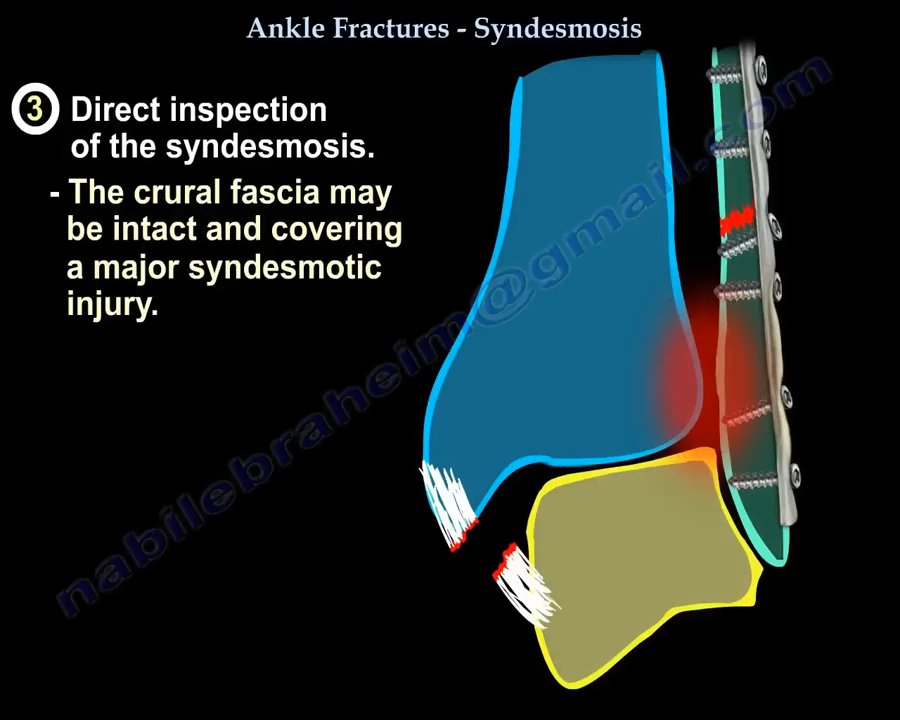 Ankle Fractures - Syndesmosis
3 Direct inspection
of the syndesmosis.
- The crural fascia may
be intact and covering
a major syndesmotic
injury.
nabilebraheim@gmail.com